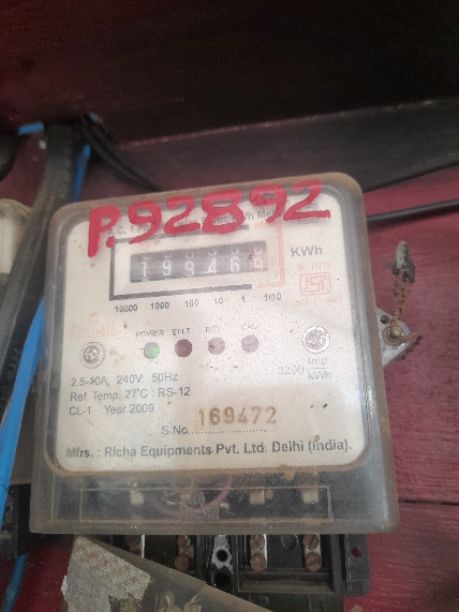 P.92892
KWh
199468
10000 1000 100 10 1 1/10
POWER EFLT REV CAL
2.5-10A, 240V. 50Hz
3200 imp/kWh
Ref. Temp. 27°C : RS-12
CL-1 Year 2009
S.No. 169472
Mfrs. : Richa Equipments Pvt. Ltd. Delhi (India).